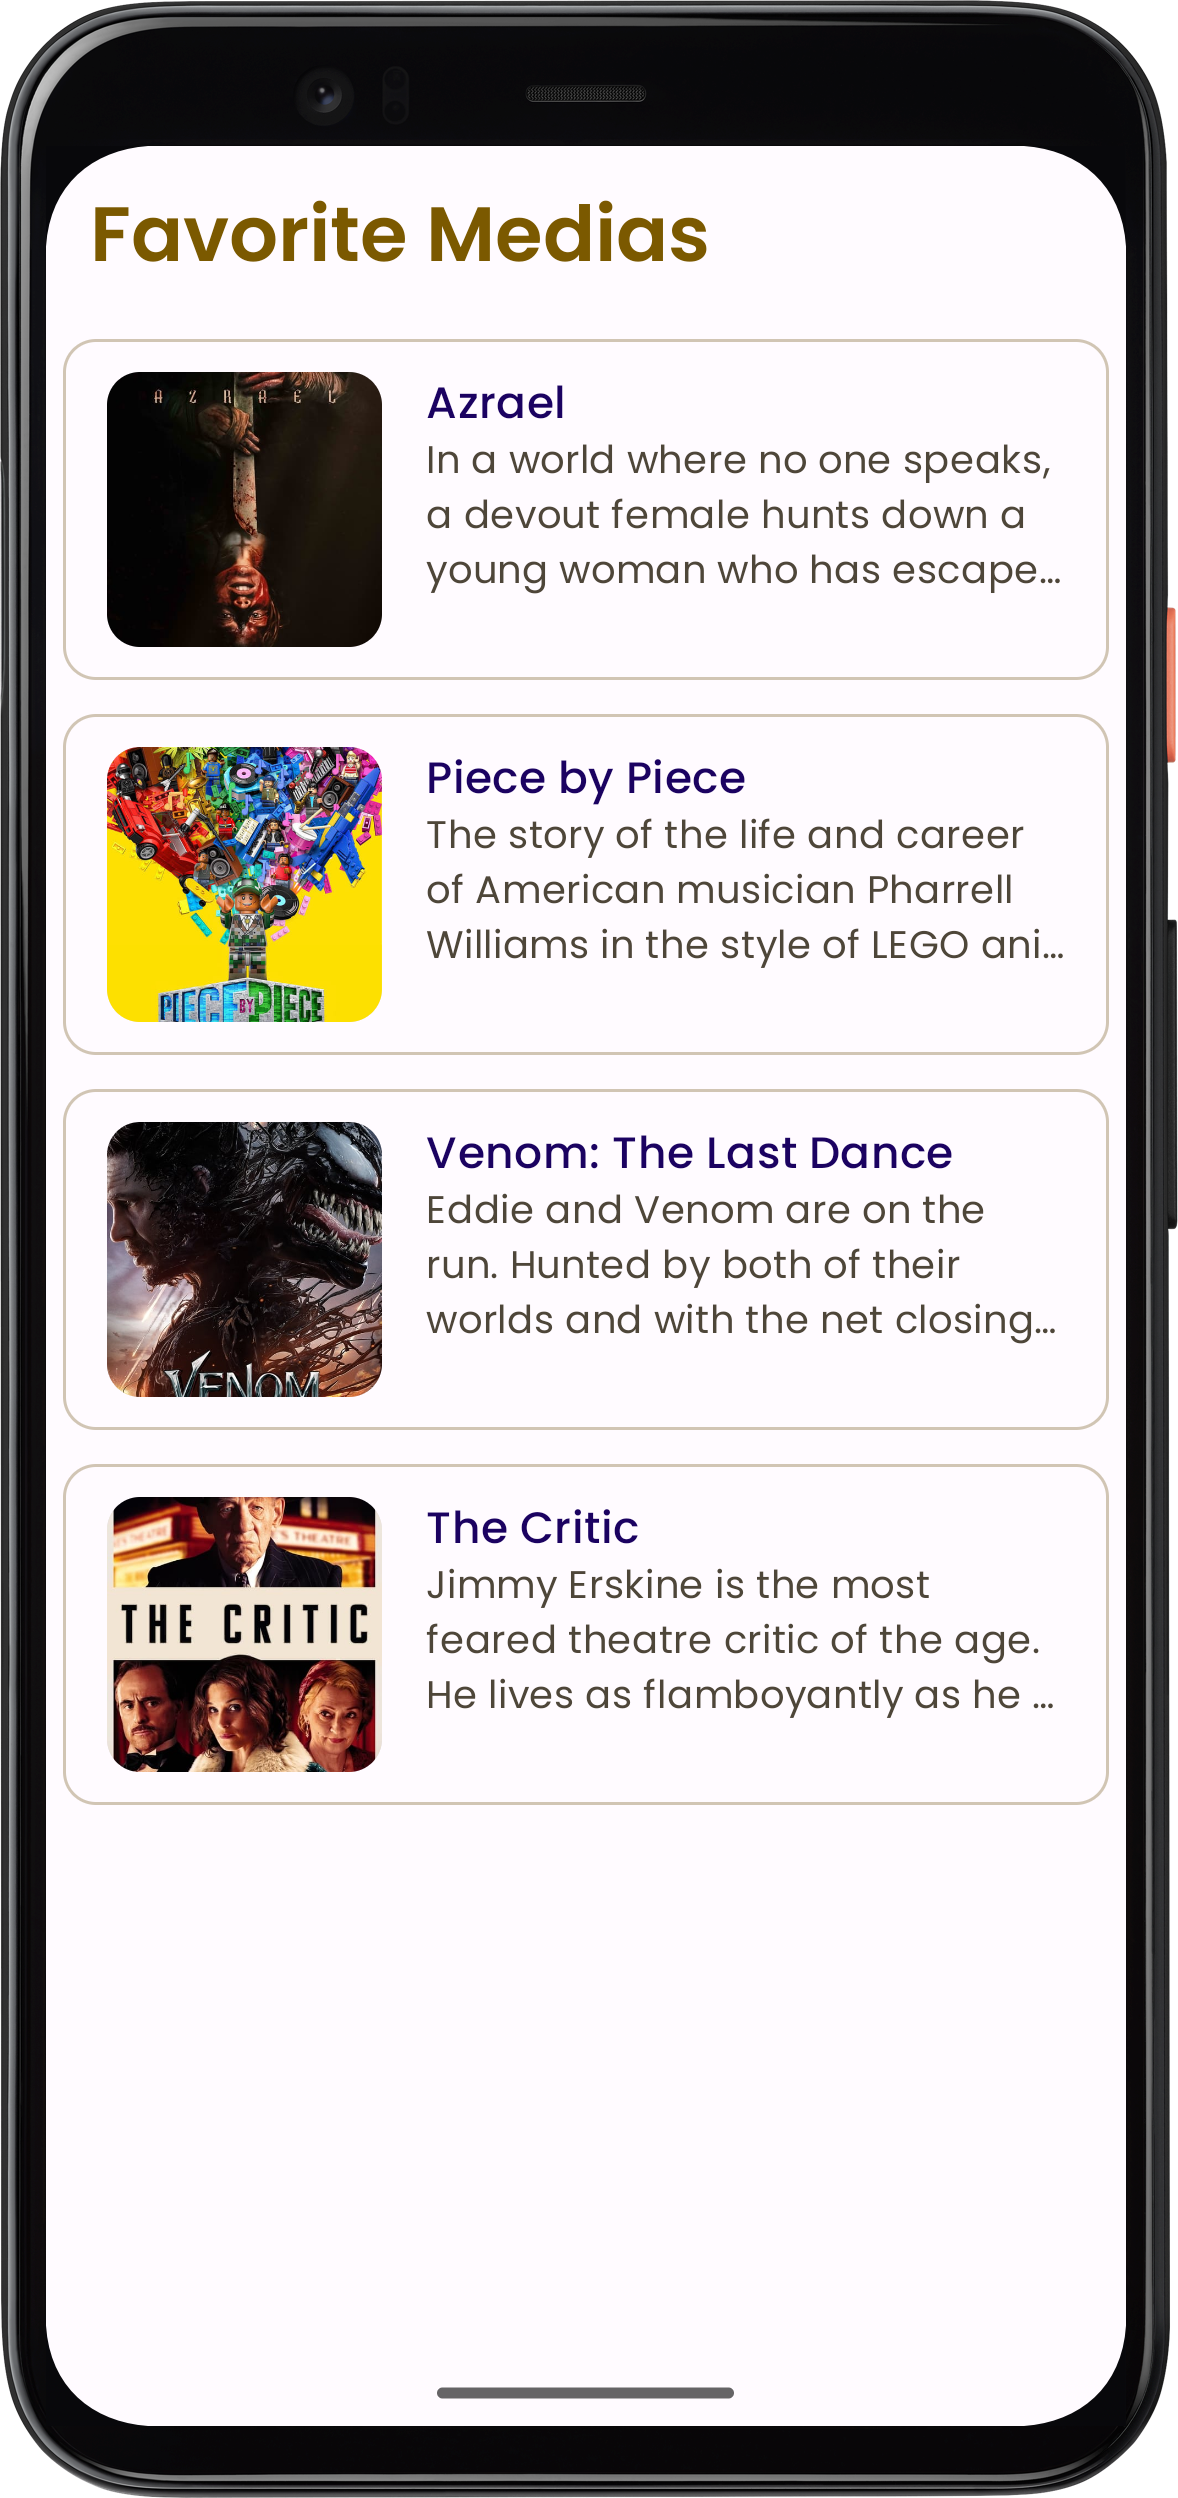 Favorite Medias
AZRAEL
Azrael
In a world where no one speaks,
a devout female hunts down a
young woman who has escape...
Piece by Piece
The story of the life and career
of American musician Pharrell
Williams in the style of LEGO ani...
PIECE BY PIECE
Venom: The Last Dance
Eddie and Venom are on the
run. Hunted by both of their
worlds and with the net closing...
VENOM
The Critic
Jimmy Erskine is the most
feared theatre critic of the age.
He lives as flamboyantly as he ...
THEATRE
'S THEATRE
THE CRITIC